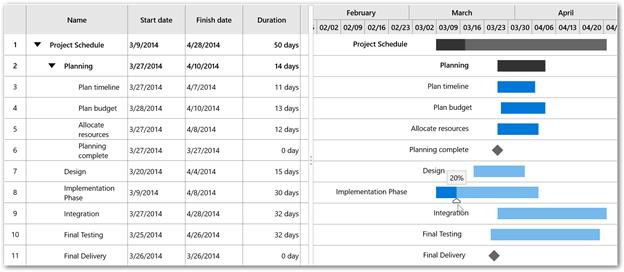 Name Start date Finish date Duration
February March April
02/02 02/09 02/16 02/23 03/02 03/09 03/16 03/23 03/30 04/06 04/13 04/20 04/
1 Project Schedule 3/9/2014 4/28/2014 50 days Project Schedule
2 Planning 3/27/2014 4/10/2014 14 days Planning
3 Plan timeline 3/27/2014 4/7/2014 11 days Plan timeline
4 Plan budget 3/28/2014 4/10/2014 13 days Plan budget
5 Allocate resources 3/27/2014 4/8/2014 12 days Allocate resources
6 Planning complete 3/27/2014 3/27/2014 0 day Planning complete
7 Design 3/20/2014 4/4/2014 15 days Design
20%
8 Implementation Phase 3/9/2014 4/8/2014 30 days Implementation Phase
9 Integration 3/27/2014 4/28/2014 32 days Integration
10 Final Testing 3/25/2014 4/26/2014 32 days Final Testing
11 Final Delivery 3/26/2014 3/26/2014 0 day Final Delivery